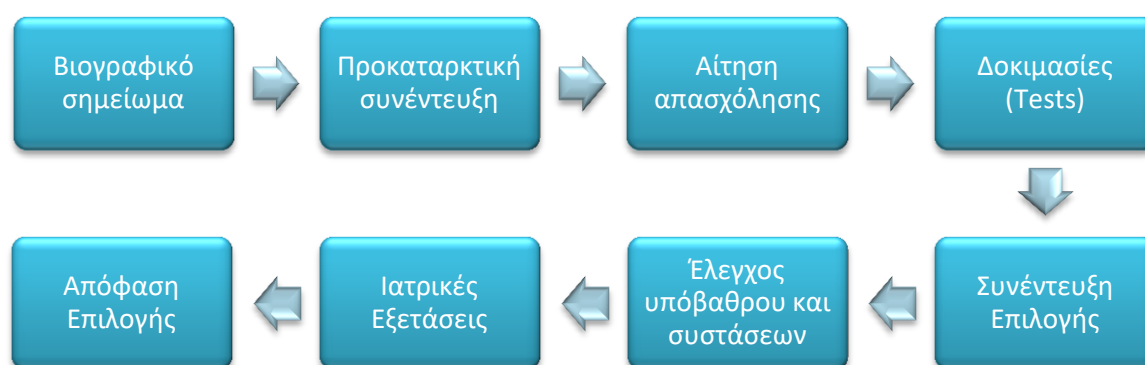 Βιογραφικό
σημείωμα
Προκαταρκτική
συνέντευξη
Αίτηση
απασχόλησης
Δοκιμασίες
(Tests)
Συνέντευξη
Επιλογής
Έλεγχος
υπόβαθρου και
συστάσεων
Ιατρικές
Εξετάσεις
Απόφαση
Επιλογής